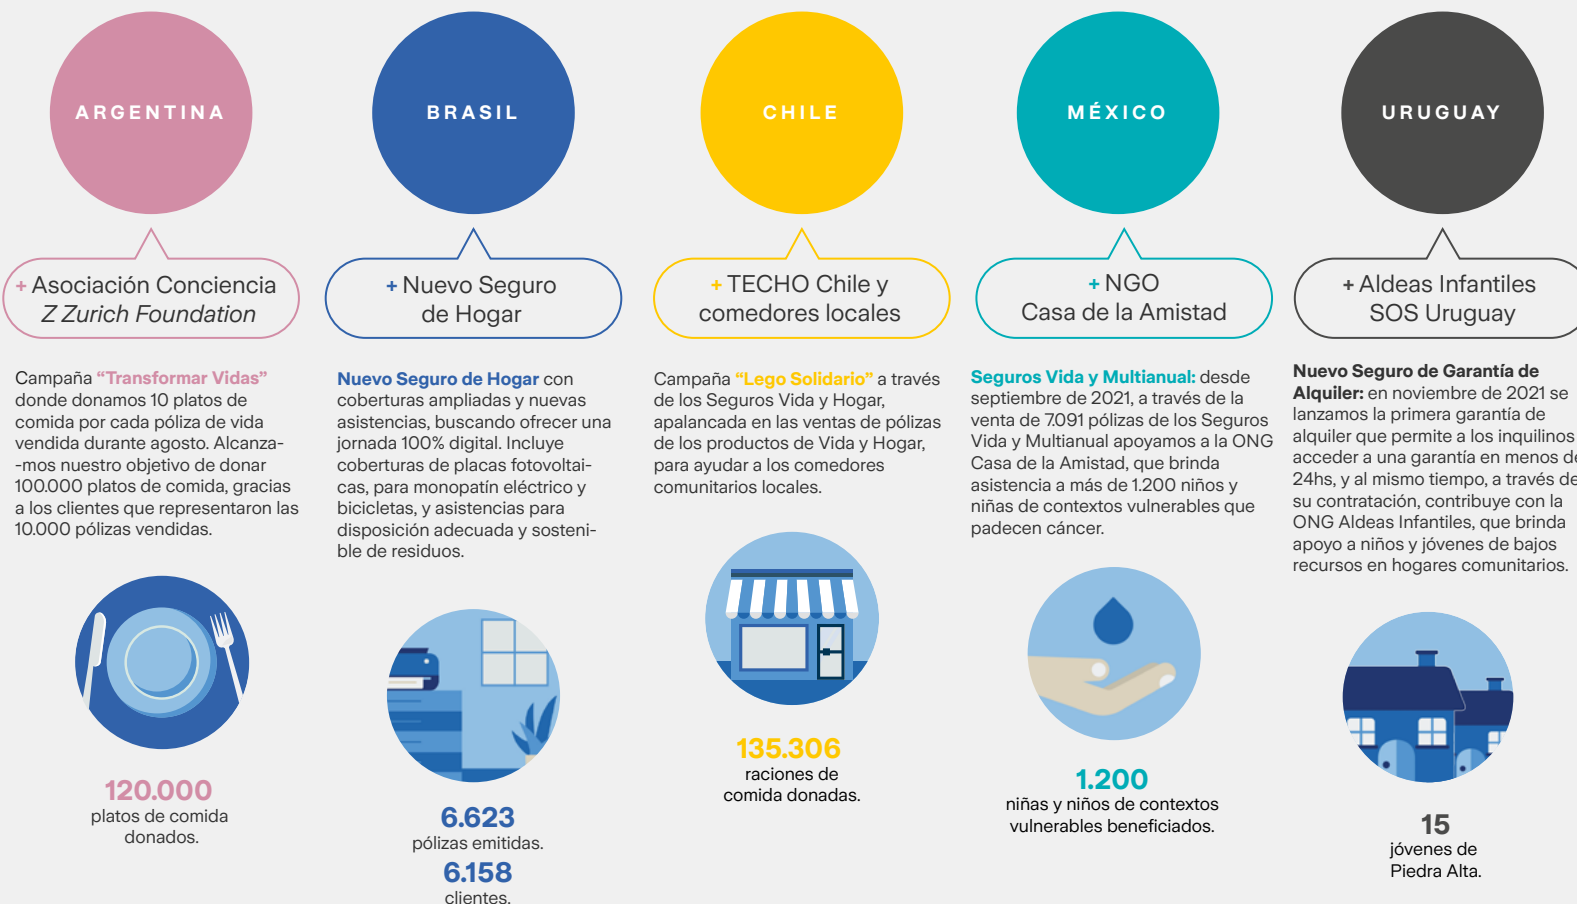 ARGENTINA
+ Asociación Conciencia
Z Zurich Foundation
Campaña “Transformar Vidas”
donde donamos 10 platos de
comida por cada póliza de vida
vendida durante agosto. Alcanza-
-mos nuestro objetivo de donar
100.000 platos de comida, gracias
a los clientes que representaron las
10.000 pólizas vendidas.
120.000
platos de comida
donados.
BRASIL
+ Nuevo Seguro
de Hogar
Nuevo Seguro de Hogar con
coberturas ampliadas y nuevas
asistencias, buscando ofrecer una
jornada 100% digital. Incluye
coberturas de placas fotovoltai-
cas, para monopatín eléctrico y
bicicletas, y asistencias para
disposición adecuada y sosteni-
ble de residuos.
6.623
pólizas emitidas.
6.158
clientes.
CHILE
+ TECHO Chile y
comedores locales
Campaña “Lego Solidario” a través
de los Seguros Vida y Hogar,
apalancada en las ventas de pólizas
de los productos de Vida y Hogar,
para ayudar a los comedores
comunitarios locales.
135.306
raciones de
comida donadas.
MÉXICO
+ NGO
Casa de la Amistad
Seguros Vida y Multianual: desde
septiembre de 2021, a través de la
venta de 7.091 pólizas de los Seguros
Vida y Multianual apoyamos a la ONG
Casa de la Amistad, que brinda
asistencia a más de 1.200 niños y
niñas de contextos vulnerables que
padecen cáncer.
1.200
niñas y niños de contextos
vulnerables beneficiados.
URUGUAY
+ Aldeas Infantiles
SOS Uruguay
Nuevo Seguro de Garantía de
Alquiler: en noviembre de 2021 se
lanzamos la primera garantía de
alquiler que permite a los inquilinos
acceder a una garantía en menos de
24hs, y al mismo tiempo, a través de
su contratación, contribuye con la
ONG Aldeas Infantiles, que brinda
apoyo a niños y jóvenes de bajos
recursos en hogares comunitarios.
15
jóvenes de
Piedra Alta.